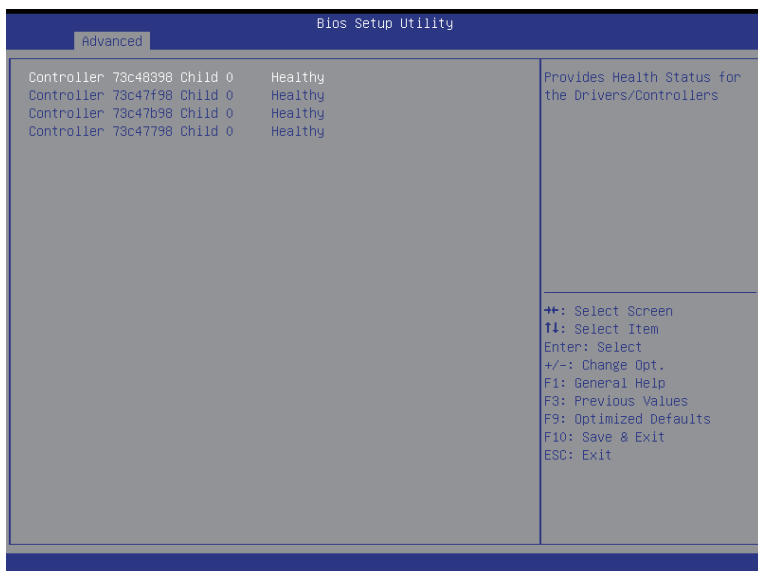 Bios Setup Utility
Advanced
Controller 73c48398 Child 0 Healthy
Controller 73c47f98 Child 0 Healthy
Controller 73c47b98 Child 0 Healthy
Controller 73c47798 Child 0 Healthy
Provides Health Status for
the Drivers/Controllers
→←: Select Screen
↑↓: Select Item
Enter: Select
+/-: Change Opt.
F1: General Help
F3: Previous Values
F9: Optimized Defaults
F10: Save & Exit
ESC: Exit